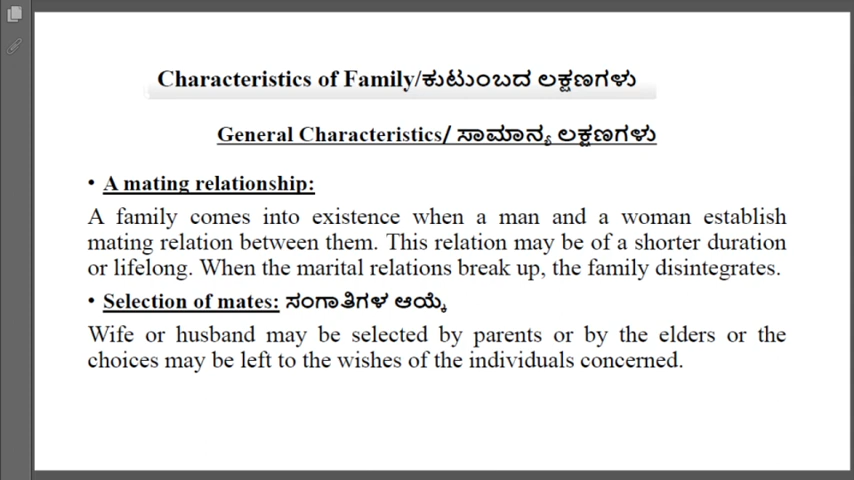 Characteristics of Family/ಕುಟುಂಬದ ಲಕ್ಷಣಗಳು
General Characteristics/ ಸಾಮಾನ್ಯ ಲಕ್ಷಣಗಳು
• A mating relationship:
A family comes into existence when a man and a woman establish
mating relation between them. This relation may be of a shorter duration
or lifelong. When the marital relations break up, the family disintegrates.
• Selection of mates: ಸಂಗಾತಿಗಳ ಆಯ್ಕೆ
Wife or husband may be selected by parents or by the elders or the
choices may be left to the wishes of the individuals concerned.